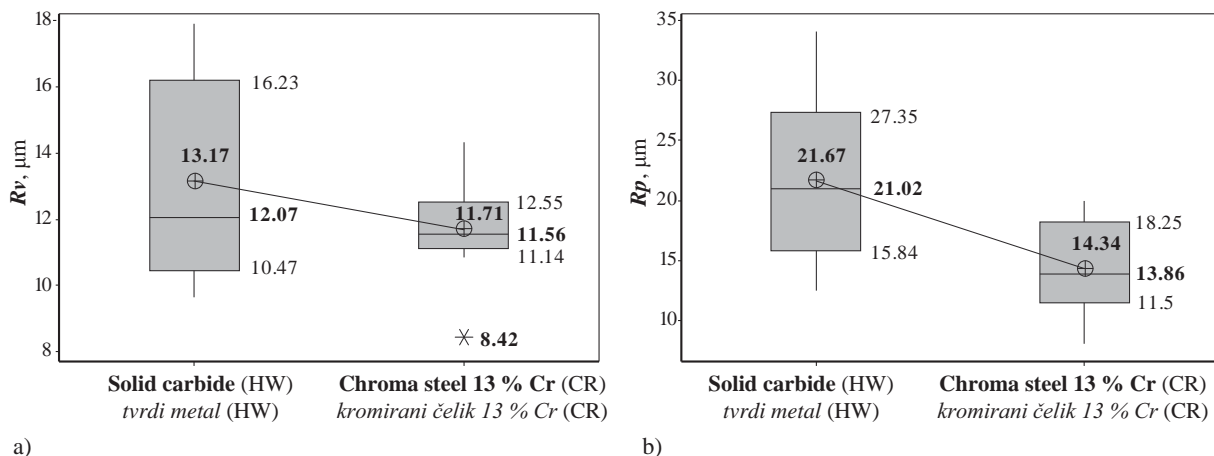 18
16
14
12
10
8
Rv, µm
16.23
13.17
12.07
10.47
12.55
11.71
11.56
11.14
8.42
Solid carbide (HW)
tvrdi metal (HW)
Chroma steel 13 % Cr (CR)
kromirani čelik 13 % Cr (CR)
a)
35
30
25
20
15
10
Rp, µm
27.35
21.67
21.02
15.84
18.25
14.34
13.86
11.5
Solid carbide (HW)
tvrdi metal (HW)
Chroma steel 13 % Cr (CR)
kromirani čelik 13 % Cr (CR)
b)